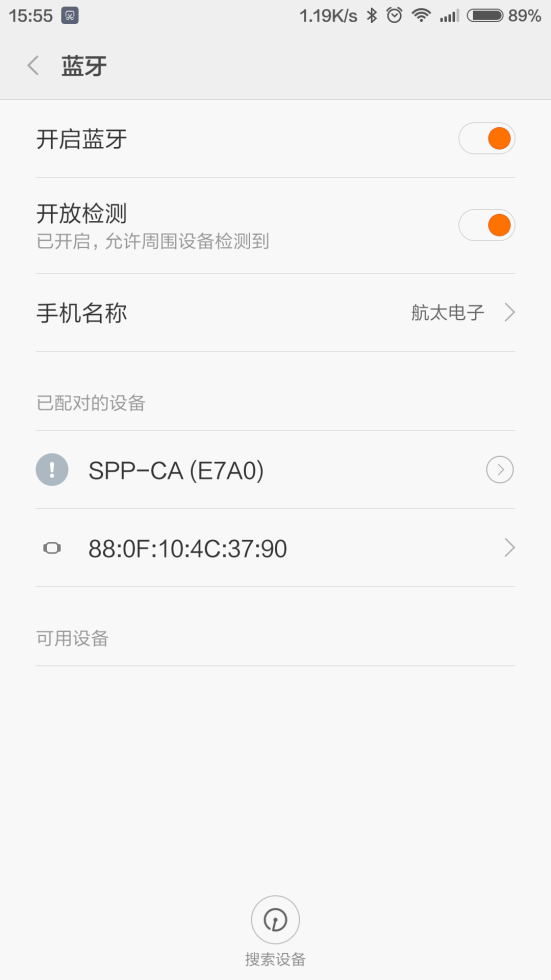 15:55 1.19K/s 89%
蓝牙
开启蓝牙
开放检测
已开启，允许周围设备检测到
手机名称 航太电子
已配对的设备
SPP-CA (E7A0)
88:0F:10:4C:37:90
可用设备
搜索设备